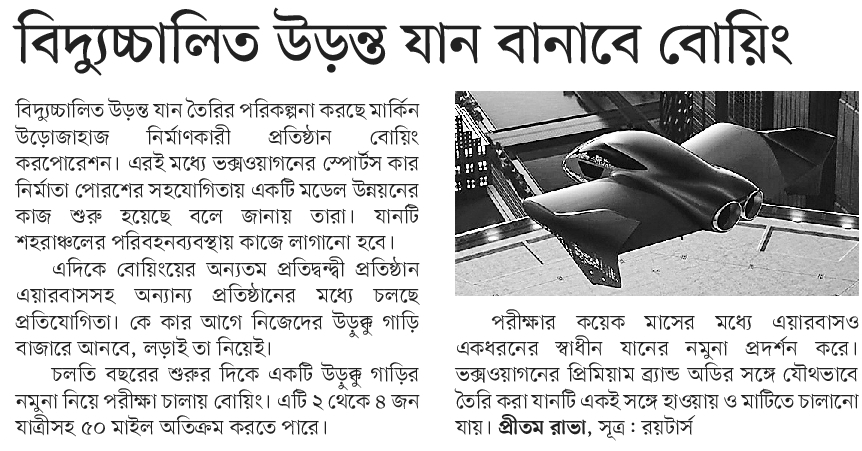 বিদ্যুচ্চালিত উড়ন্ত যান বানাবে বোয়িং
বিদ্যুচ্চালিত উড়ন্ত যান তৈরির পরিকল্পনা করছে মার্কিন
উড়োজাহাজ নির্মাণকারী প্রতিষ্ঠান বোয়িং
করপোরেশন। এরই মধ্যে ভক্সওয়াগনের স্পোর্টস কার
নির্মাতা পোরশের সহযোগিতায় একটি মডেল উন্নয়নের
কাজ শুরু হয়েছে বলে জানায় তারা। যানটি
শহরাঞ্চলের পরিবহনব্যবস্থায় কাজে লাগানো হবে।
এদিকে বোয়িংয়ের অন্যতম প্রতিদ্বন্দ্বী প্রতিষ্ঠান
এয়ারবাসসহ অন্যান্য প্রতিষ্ঠানের মধ্যে চলছে
প্রতিযোগিতা। কে কার আগে নিজেদের উড়ুক্কু গাড়ি
বাজারে আনবে, লড়াই তা নিয়েই।
চলতি বছরের শুরুর দিকে একটি উড়ুক্কু গাড়ির
নমুনা নিয়ে পরীক্ষা চালায় বোয়িং। এটি ২ থেকে ৪ জন
যাত্রীসহ ৫০ মাইল অতিক্রম করতে পারে।
পরীক্ষার কয়েক মাসের মধ্যে এয়ারবাসও
একধরনের স্বাধীন যানের নমুনা প্রদর্শন করে।
ভক্সওয়াগনের প্রিমিয়াম ব্র্যান্ড অডির সঙ্গে যৌথভাবে
তৈরি করা যানটি একই সঙ্গে হাওয়ায় ও মাটিতে চালানো
যায়। প্রীতম রাভা, সূত্র : রয়টার্স